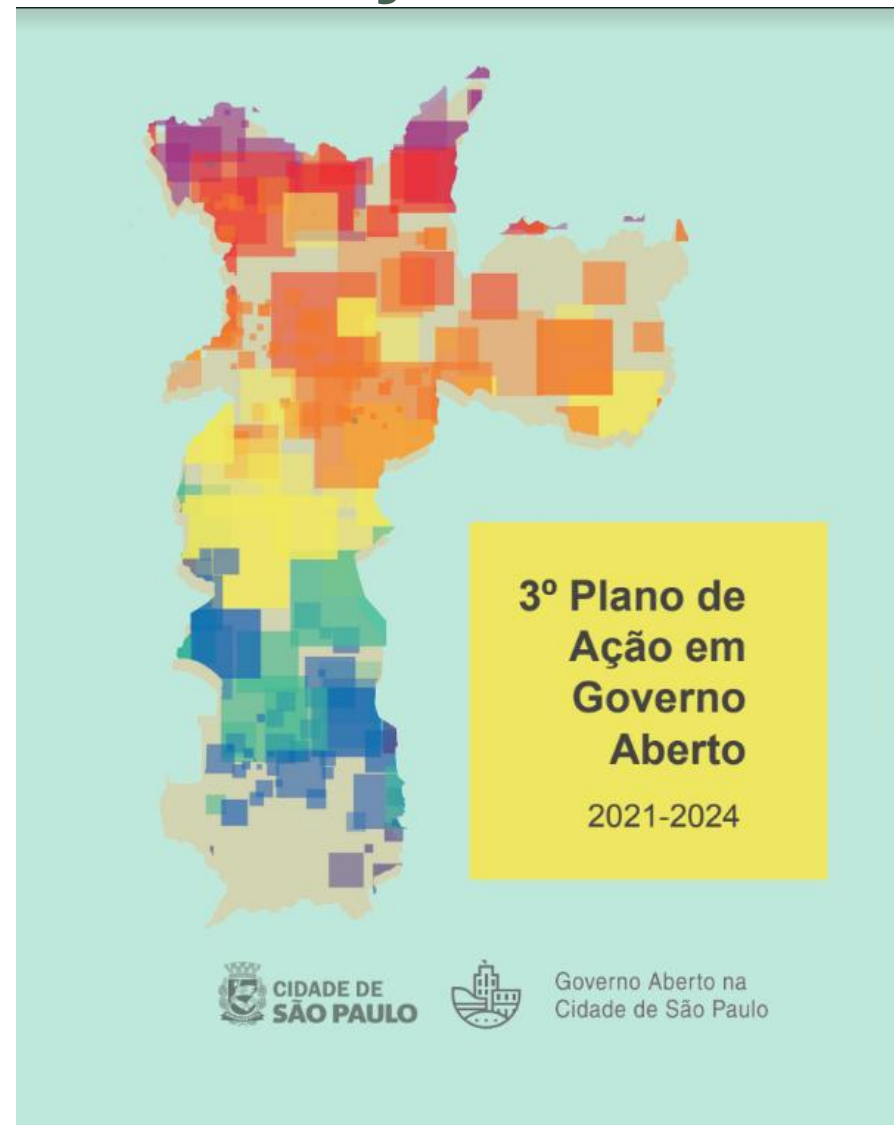 3º Plano de
Ação em
Governo
Aberto
2021-2024
CIDADE DE
SÃO PAULO
Governo Aberto na
Cidade de São Paulo